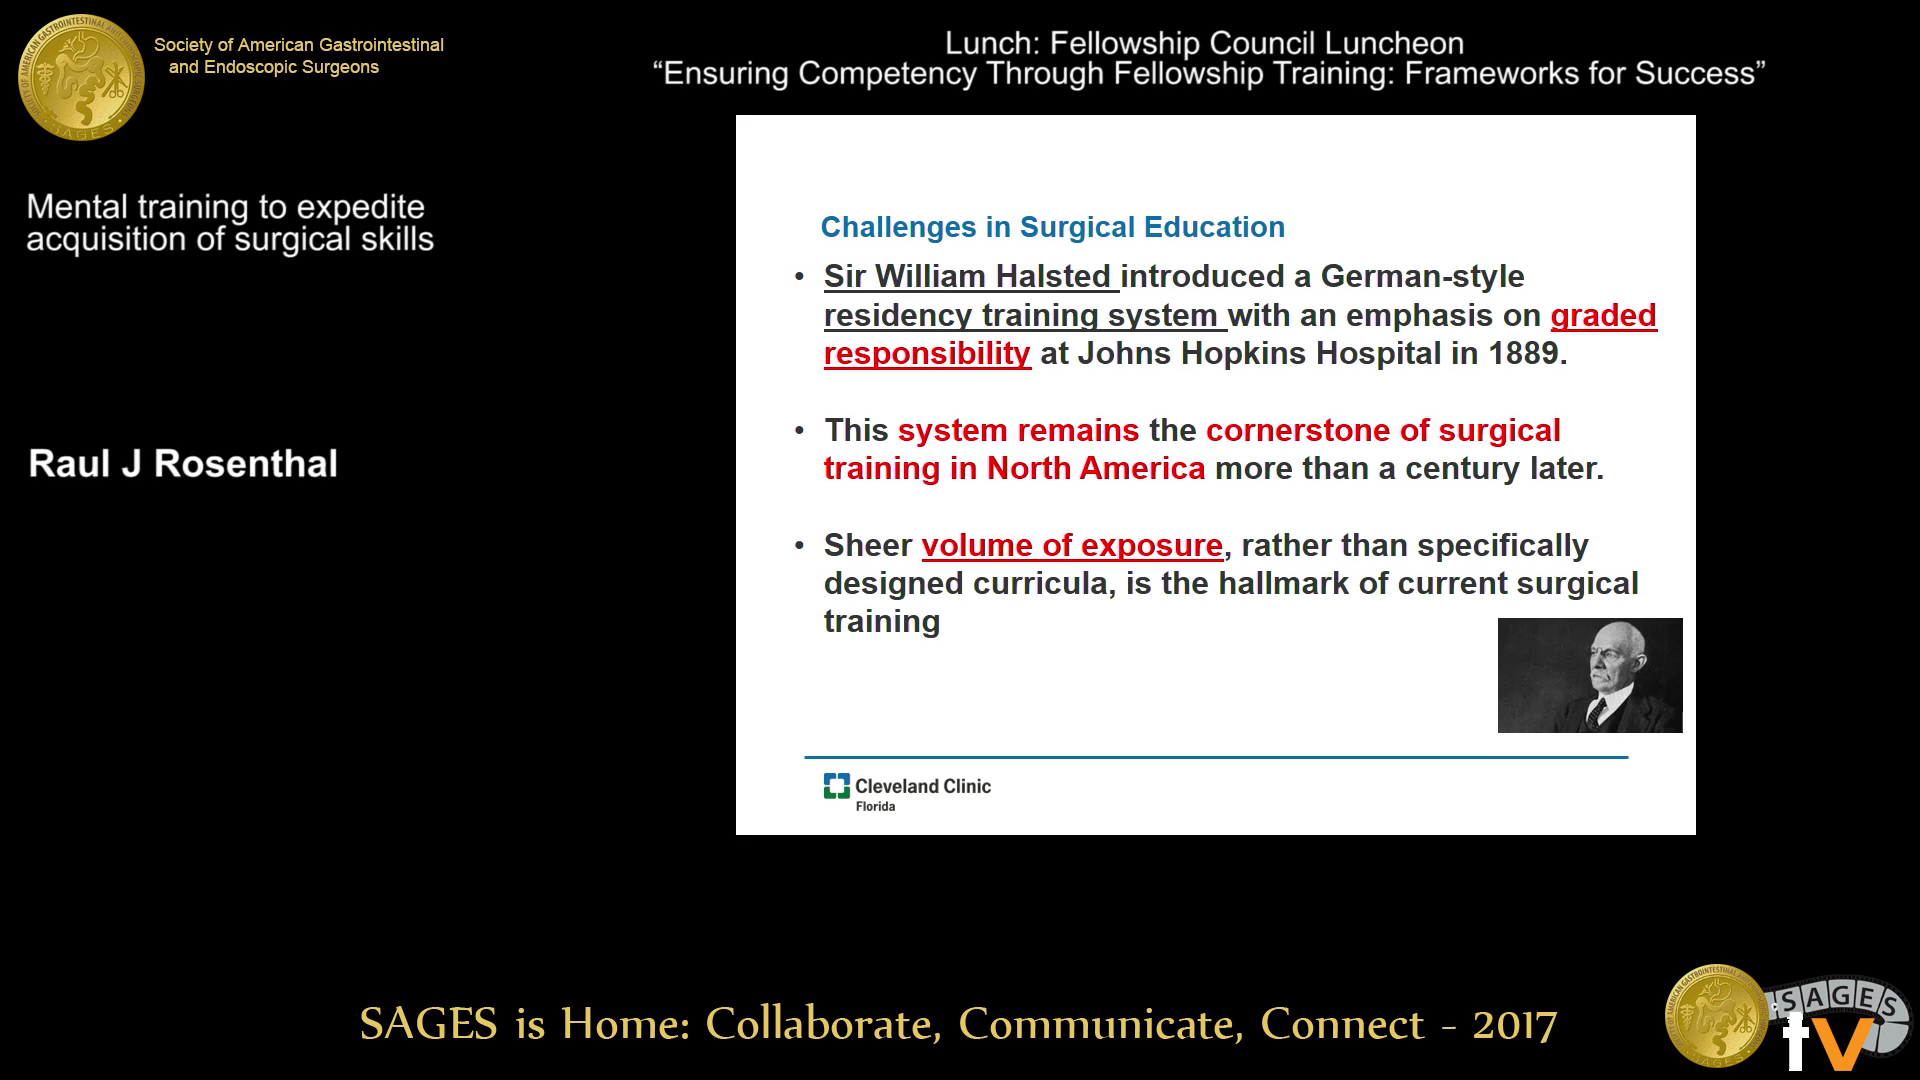 Society of American Gastrointestinal
and Endoscopic Surgeons
Lunch: Fellowship Council Luncheon
“Ensuring Competency Through Fellowship Training: Frameworks for Success”
Mental training to expedite
acquisition of surgical skills
Raul J Rosenthal
Challenges in Surgical Education
• Sir William Halsted introduced a German-style
residency training system with an emphasis on graded
responsibility at Johns Hopkins Hospital in 1889.
• This system remains the cornerstone of surgical
training in North America more than a century later.
• Sheer volume of exposure, rather than specifically
designed curricula, is the hallmark of current surgical
training
Cleveland Clinic
Florida
SAGES is Home: Collaborate, Communicate, Connect - 2017
SAGES
tv
SAGES